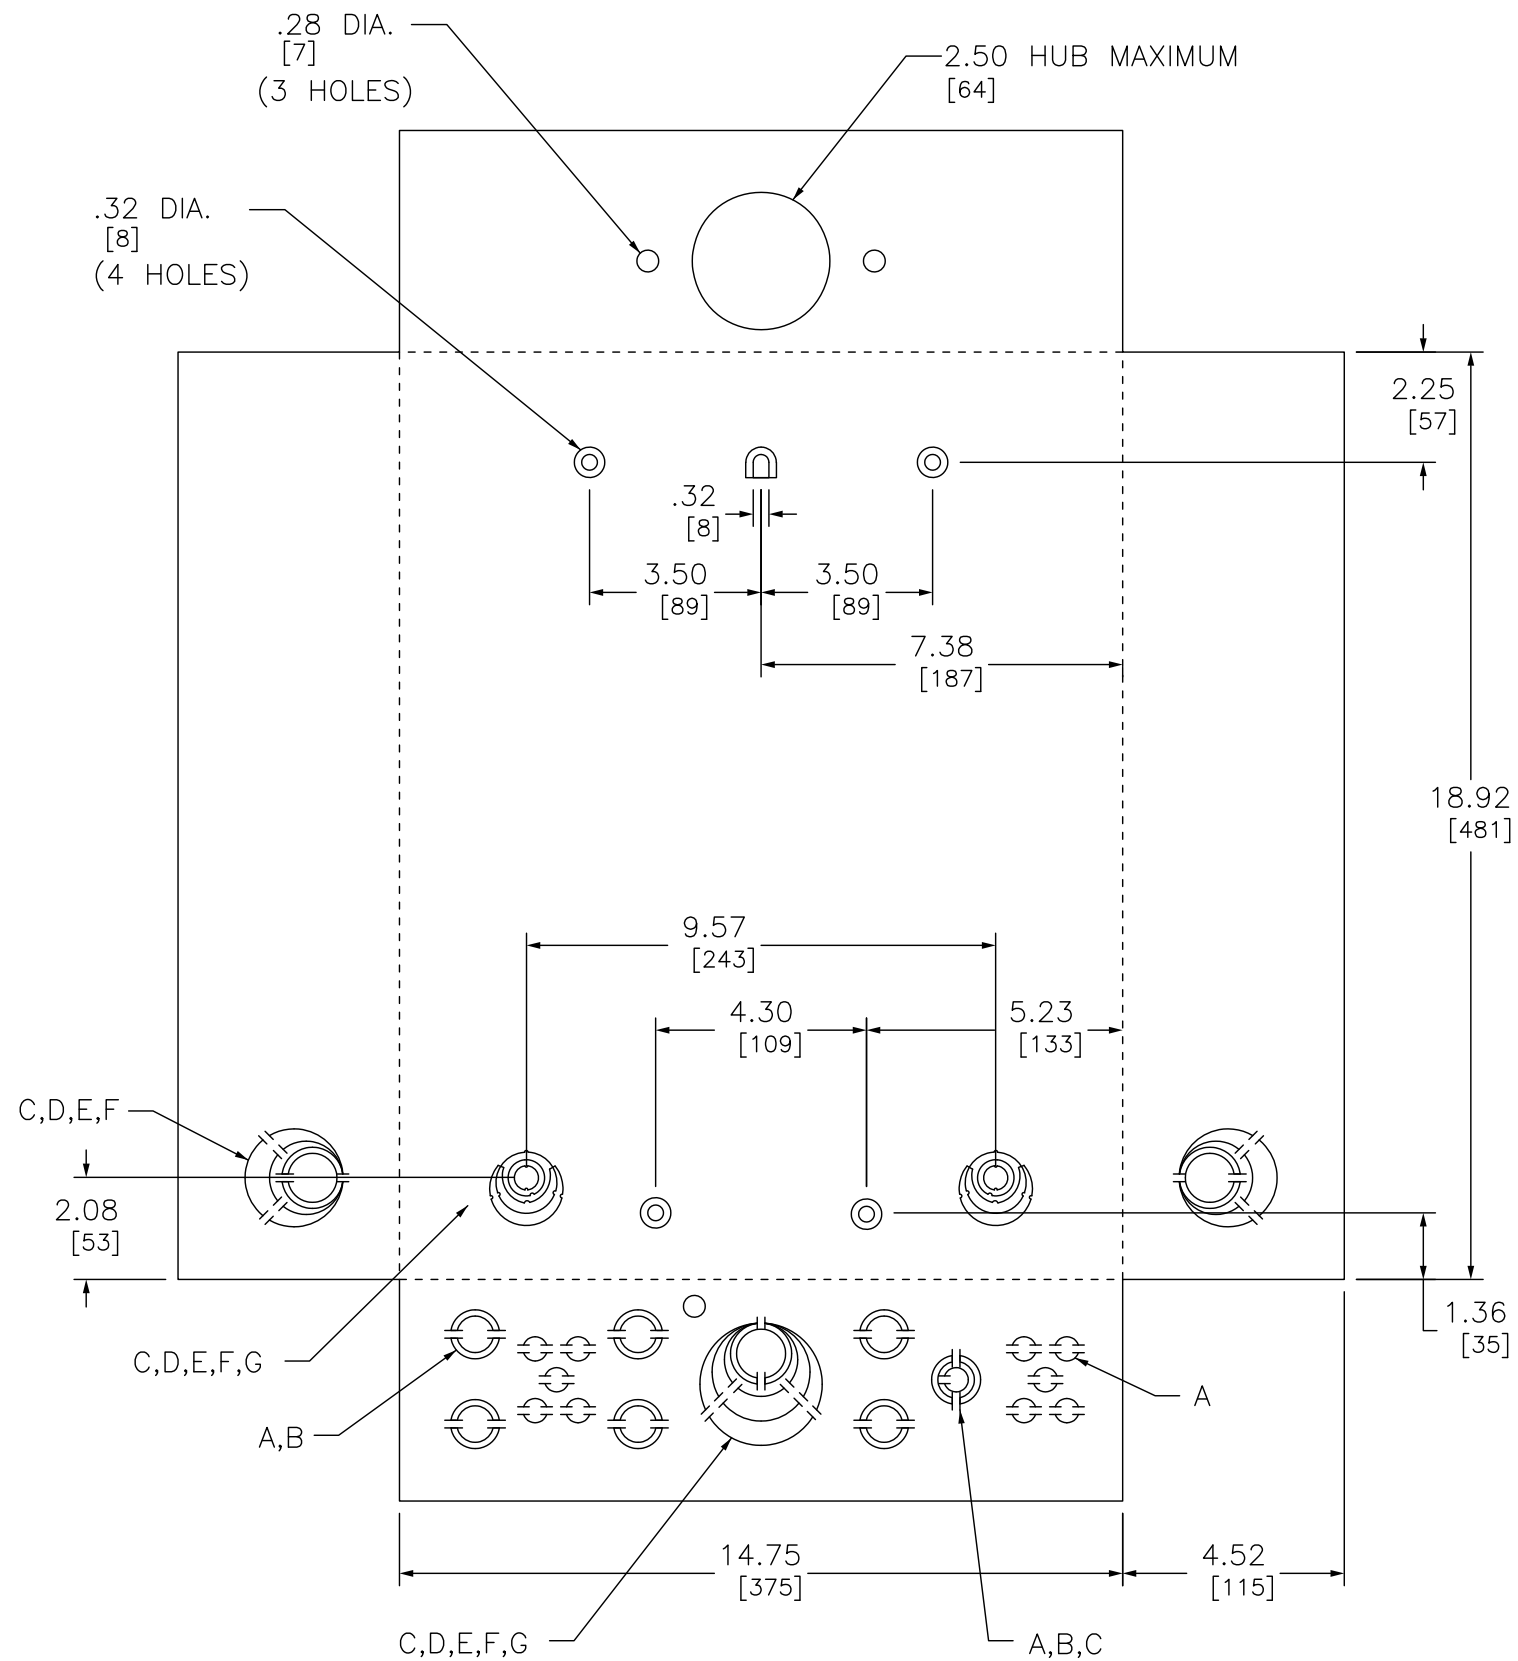 .28 DIA.
[7]
(3 HOLES)
2.50 HUB MAXIMUM
[64]
.32 DIA.
[8]
(4 HOLES)
2.25
[57]
.32
[8]
3.50
[89]
3.50
[89]
7.38
[187]
18.92
[481]
9.57
[243]
4.30
[109]
5.23
[133]
C,D,E,F
2.08
[53]
1.36
[35]
C,D,E,F,G
A
A,B
14.75
[375]
4.52
[115]
C,D,E,F,G
A,B,C